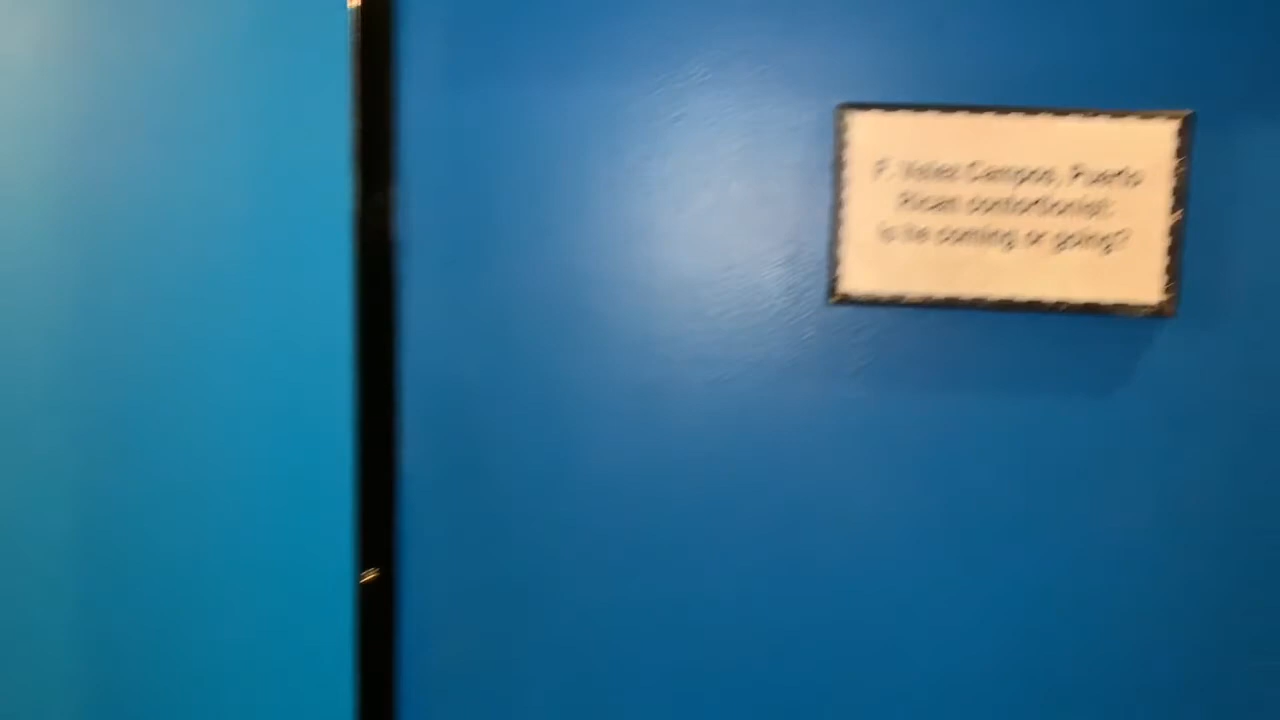 F. Velez Campos, Puerto
Rican contortionist:
Is he coming or going?